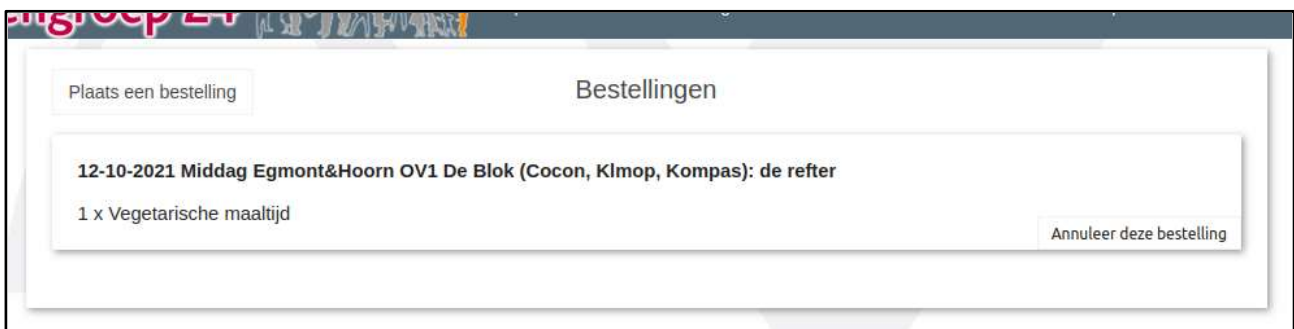 Plaats een bestelling
Bestellingen
12-10-2021 Middag Egmont&Hoorn OV1 De Blok (Cocon, Klmop, Kompas): de refter
1 x Vegetarische maaltijd
Annuleer deze bestelling